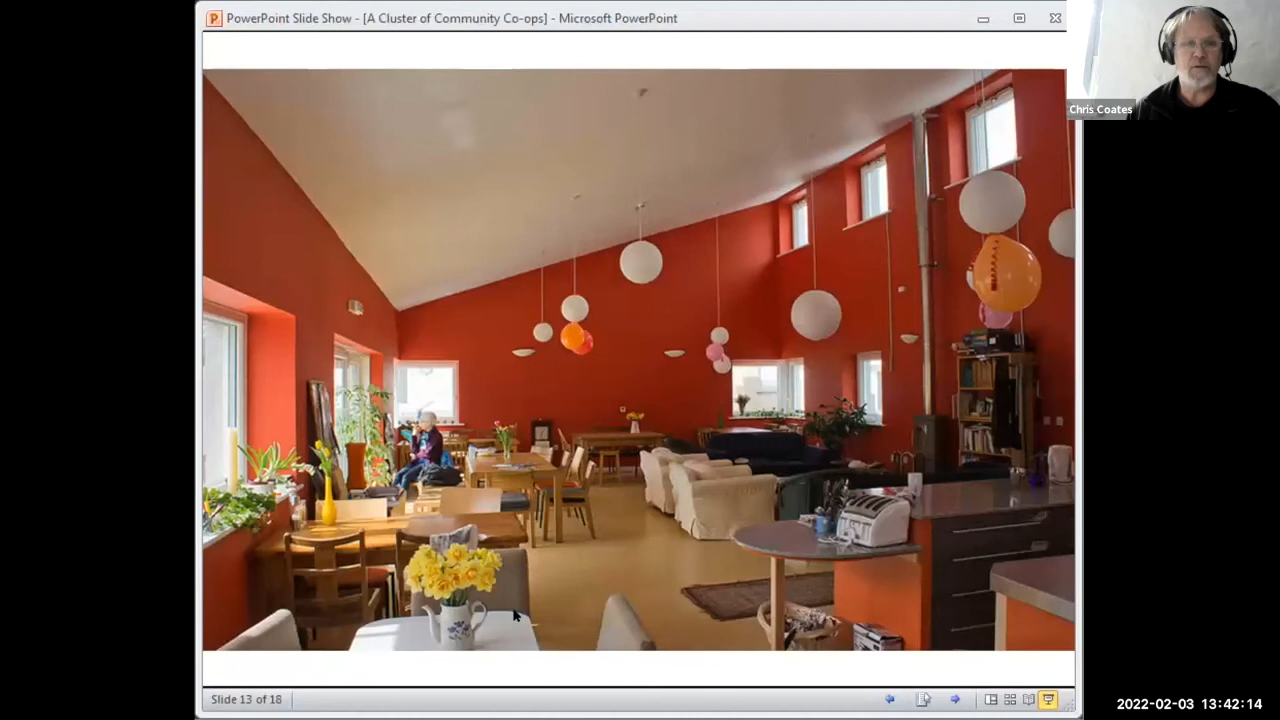 PowerPoint Slide Show - [A Cluster of Community Co-ops] - Microsoft PowerPoint
Chris Coates
Slide 13 of 18
2022-02-03 13:42:14